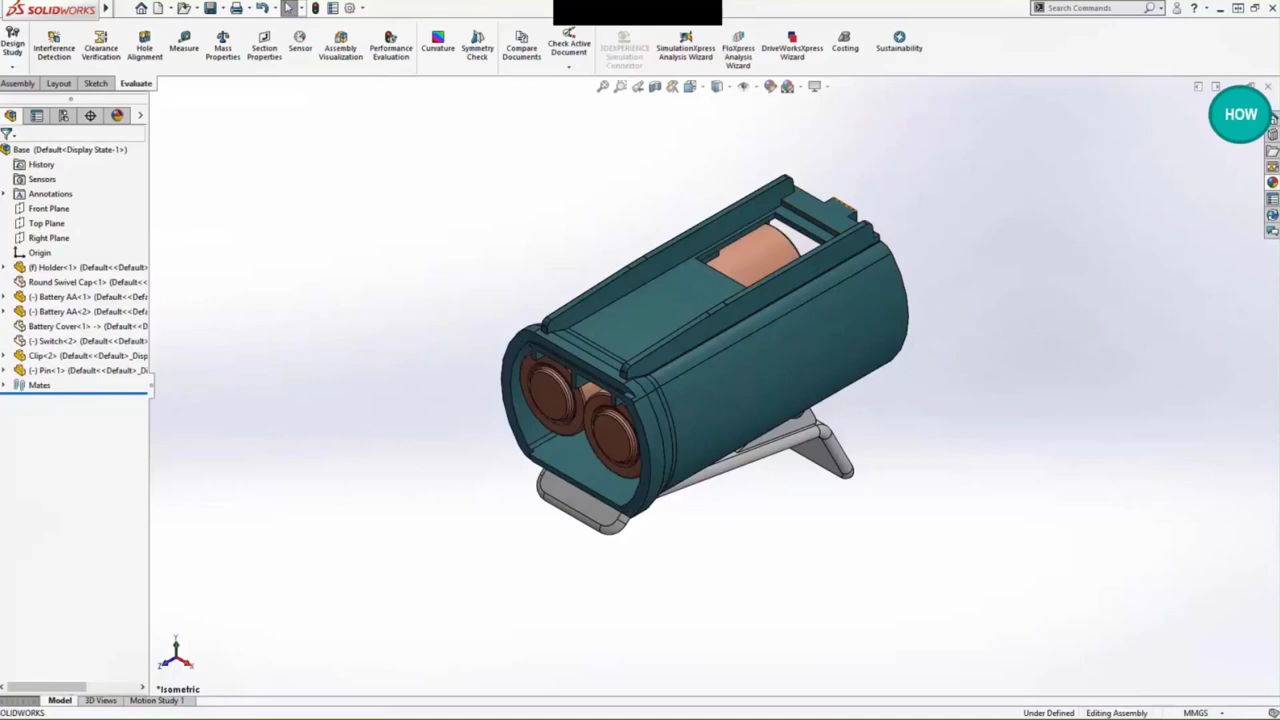 SOLIDWORKS
Search Commands
Design Study
Interference Detection
Clearance Verification
Hole Alignment
Measure
Mass Properties
Section Properties
Sensor
Assembly Visualization
Performance Evaluation
Curvature
Symmetry Check
Compare Documents
Check Active Document
3DEXPERIENCE Simulation Connector
SimulationXpress Analysis Wizard
FloXpress Analysis Wizard
DriveWorksXpress Wizard
Costing
Sustainability
Assembly
Layout
Sketch
Evaluate
HOW
Base (Default<Display State-1>)
History
Sensors
Annotations
Front Plane
Top Plane
Right Plane
Origin
(f) Holder<1> (Default<<Default>
Round Swivel Cap<1> (Default<<
(-) Battery AA<1> (Default<<Defa
(-) Battery AA<2> (Default<<Defa
Battery Cover<1> -> (Default<<D
(-) Switch<2> (Default<<Default>
Clip<2> (Default<<Default>_Disp
(-) Pin<1> (Default<<Default>_Di
Mates
Y
Z
X
*Isometric
Model
3D Views
Motion Study 1
SOLIDWORKS
Under Defined
Editing Assembly
MMGS